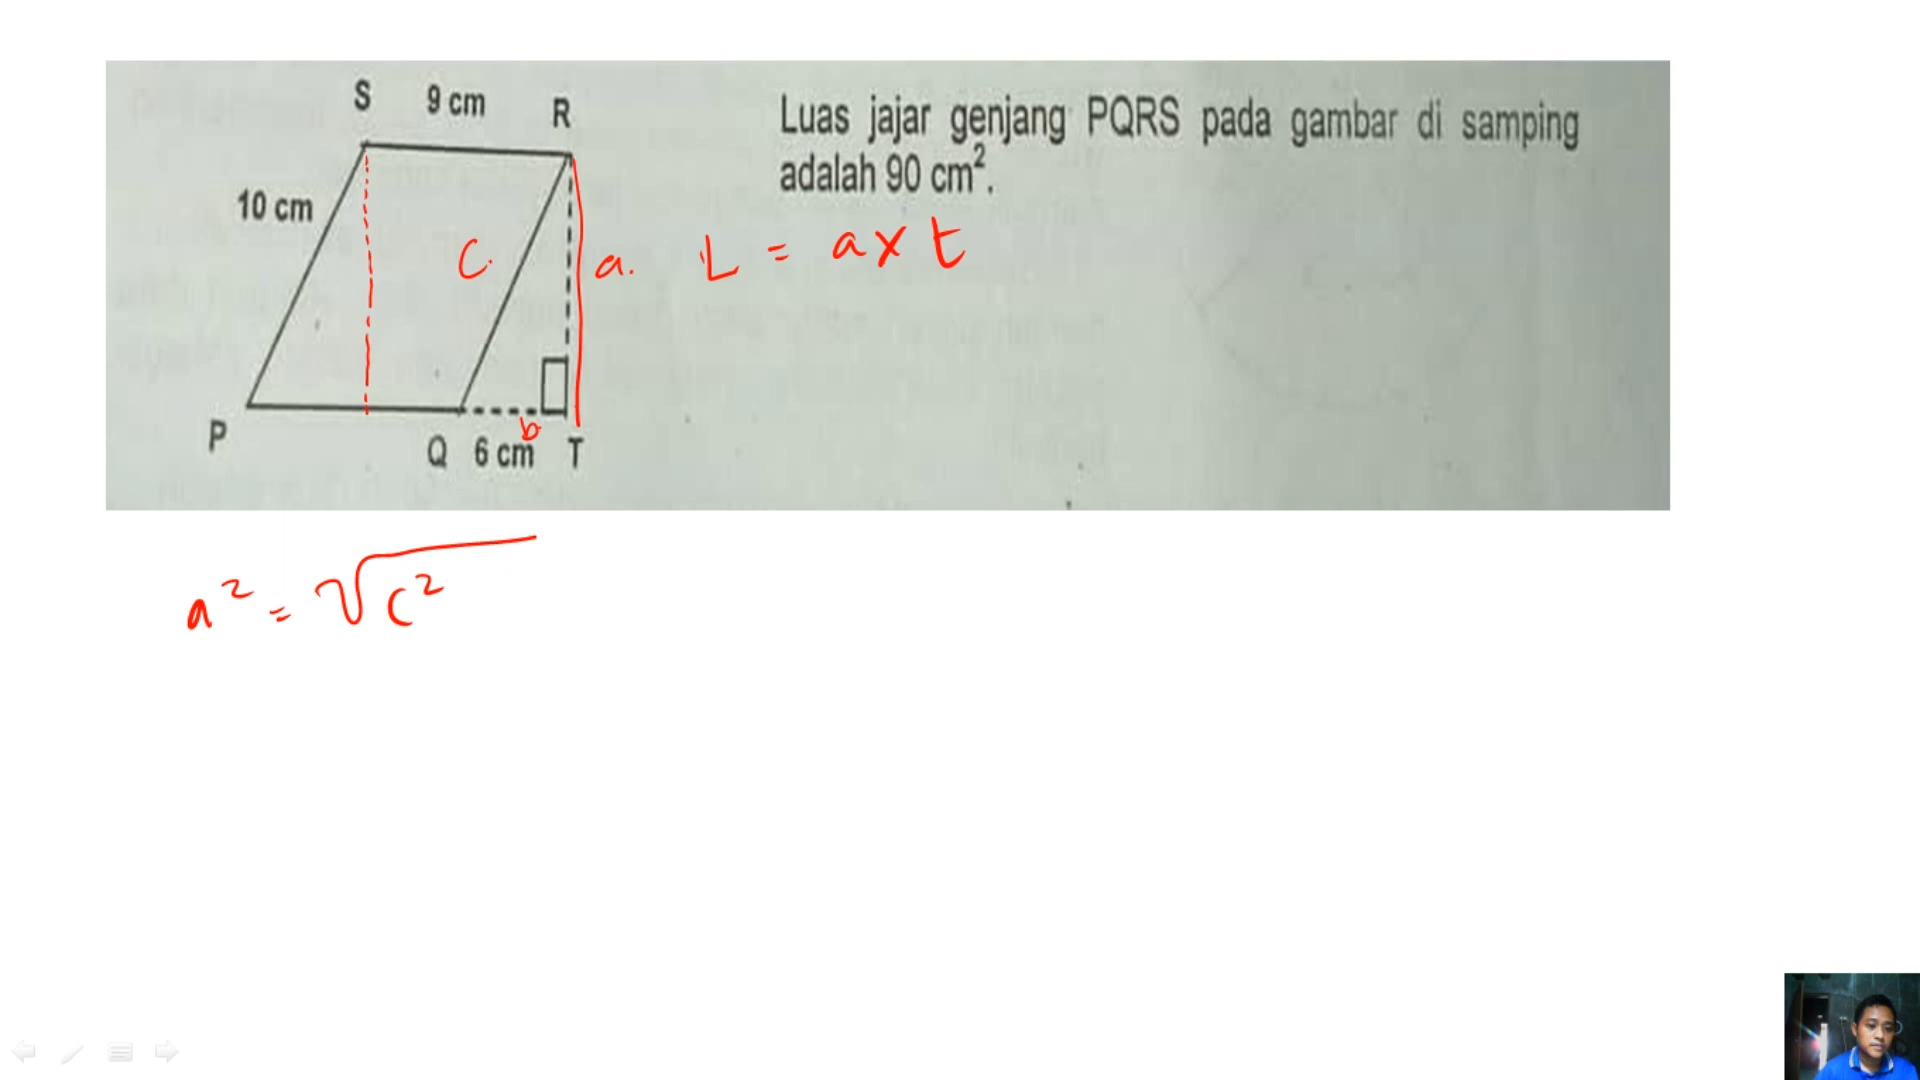 S 9 cm R
Luas jajar genjang PQRS pada gambar di samping
adalah 90 cm².
10 cm
c. a. L = a x t
b
P Q 6 cm T
a² = √c²